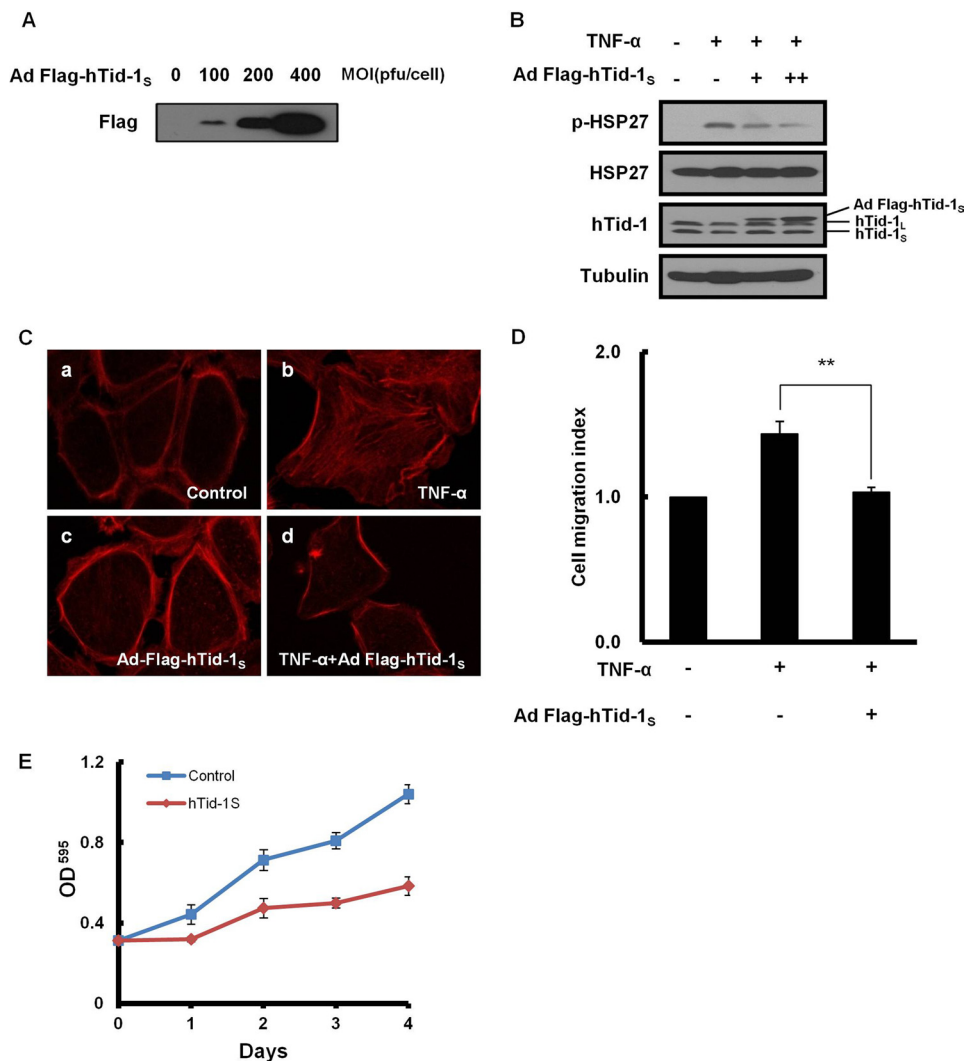 A
Ad Flag-hTid-1S 0 100 200 400 MOI(pfu/cell)
Flag
B
TNF-α - + + +
Ad Flag-hTid-1S - - + ++
p-HSP27
HSP27
hTid-1
Ad Flag-hTid-1S
hTid-1L
hTid-1S
Tubulin
C
a
Control
b
TNF-α
c
Ad-Flag-hTid-1S
d
TNF-α+Ad Flag-hTid-1S
D
Cell migration index
2.0
1.0
0.0
**
TNF-α - + +
Ad Flag-hTid-1S - - +
E
OD595
1.2
0.8
0.4
0
Control
hTid-1S
0 1 2 3 4
Days